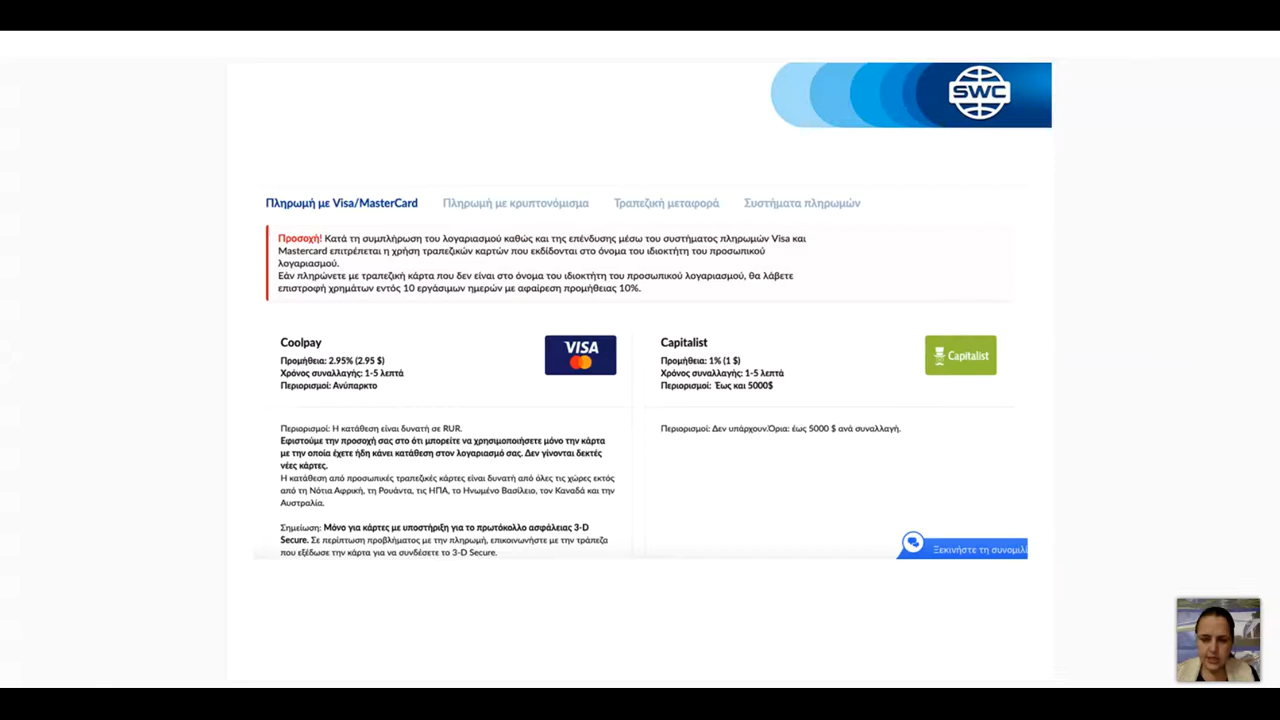 SWC
Πληρωμή με Visa/MasterCard
Πληρωμή με κρυπτονόμισμα
Τραπεζική μεταφορά
Συστήματα πληρωμών
Προσοχή! Κατά τη συμπλήρωση του λογαριασμού καθώς και της επένδυσης μέσω του συστήματος πληρωμών Visa και
Mastercard επιτρέπεται η χρήση τραπεζικών καρτών που εκδίδονται στο όνομα του ιδιοκτήτη του προσωπικού
λογαριασμού.
Εάν πληρώνετε με τραπεζική κάρτα που δεν είναι στο όνομα του ιδιοκτήτη του προσωπικού λογαριασμού, θα λάβετε
επιστροφή χρημάτων εντός 10 εργάσιμων ημερών με αφαίρεση προμήθειας 10%.
Coolpay
Προμήθεια: 2.95% (2.95 $)
Χρόνος συναλλαγής: 1-5 λεπτά
Περιορισμοί: Ανύπαρκτο
VISA
Περιορισμοί: Η κατάθεση είναι δυνατή σε RUR.
Εφιστούμε την προσοχή σας στο ότι μπορείτε να χρησιμοποιήσετε μόνο την κάρτα
με την οποία έχετε ήδη κάνει κατάθεση στον λογαριασμό σας. Δεν γίνονται δεκτές
νέες κάρτες.
Η κατάθεση από προσωπικές τραπεζικές κάρτες είναι δυνατή από όλες τις χώρες εκτός
από τη Νότια Αφρική, τη Ρουάντα, τις ΗΠΑ, το Ηνωμένο Βασίλειο, τον Καναδά και την
Αυστραλία.
Σημείωση: Μόνο για κάρτες με υποστήριξη για το πρωτόκολλο ασφάλειας 3-D
Secure. Σε περίπτωση προβλήματος με την πληρωμή, επικοινωνήστε με την τράπεζα
που εξέδωσε την κάρτα για να συνδέσετε το 3-D Secure.
Capitalist
Προμήθεια: 1% (1 $)
Χρόνος συναλλαγής: 1-5 λεπτά
Περιορισμοί: Έως και 5000$
Capitalist
Περιορισμοί: Δεν υπάρχουν.Όρια: έως 5000 $ ανά συναλλαγή.
Ξεκινήστε τη συνομιλί